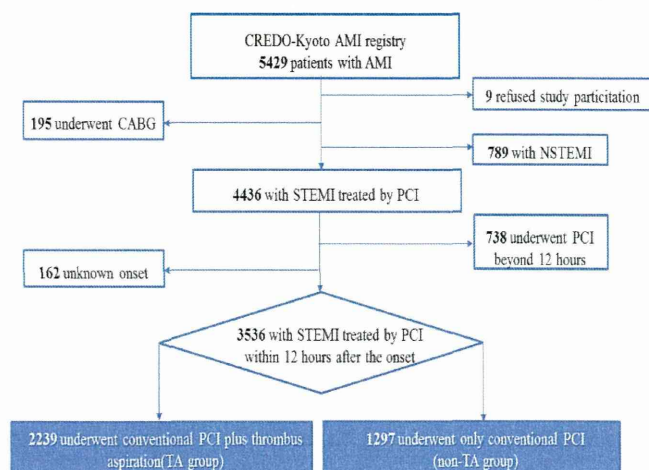 CREDO-Kyoto AMI registry
5429 patients with AMI
9 refused study particitation
195 underwent CABG
789 with NSTEMI
4436 with STEMI treated by PCI
738 underwent PCI
beyond 12 hours
162 unknown onset
3536 with STEMI treated by PCI
within 12 hours after the onset
2239 underwent conventional PCI plus thrombus
aspiration(TA group)
1297 underwent only conventional PCI
(non-TA group)